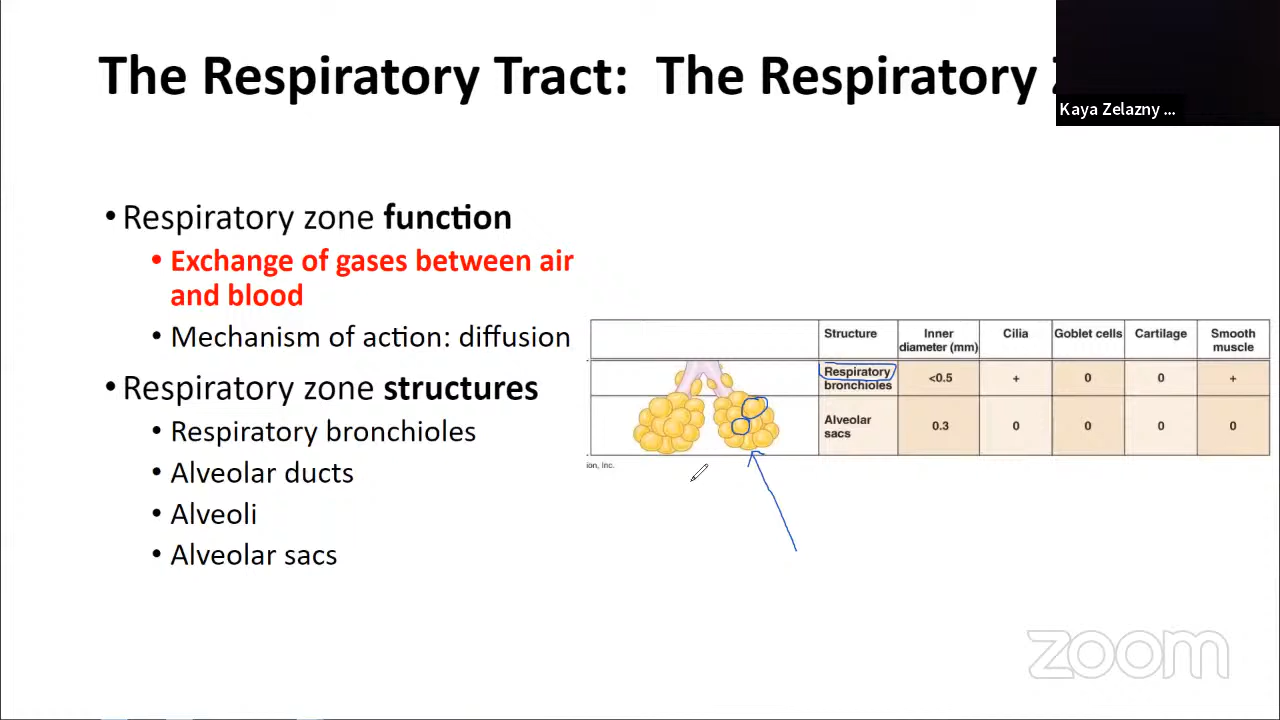 The Respiratory Tract: The Respiratory
Kaya Zelazny ...
• Respiratory zone function
• Exchange of gases between air
and blood
• Mechanism of action: diffusion
• Respiratory zone structures
• Respiratory bronchioles
• Alveolar ducts
• Alveoli
• Alveolar sacs
Structure Inner diameter (mm) Cilia Goblet cells Cartilage Smooth muscle
Respiratory bronchioles <0.5 + 0 0 +
Alveolar sacs 0.3 0 0 0 0
ion, Inc.
zoom